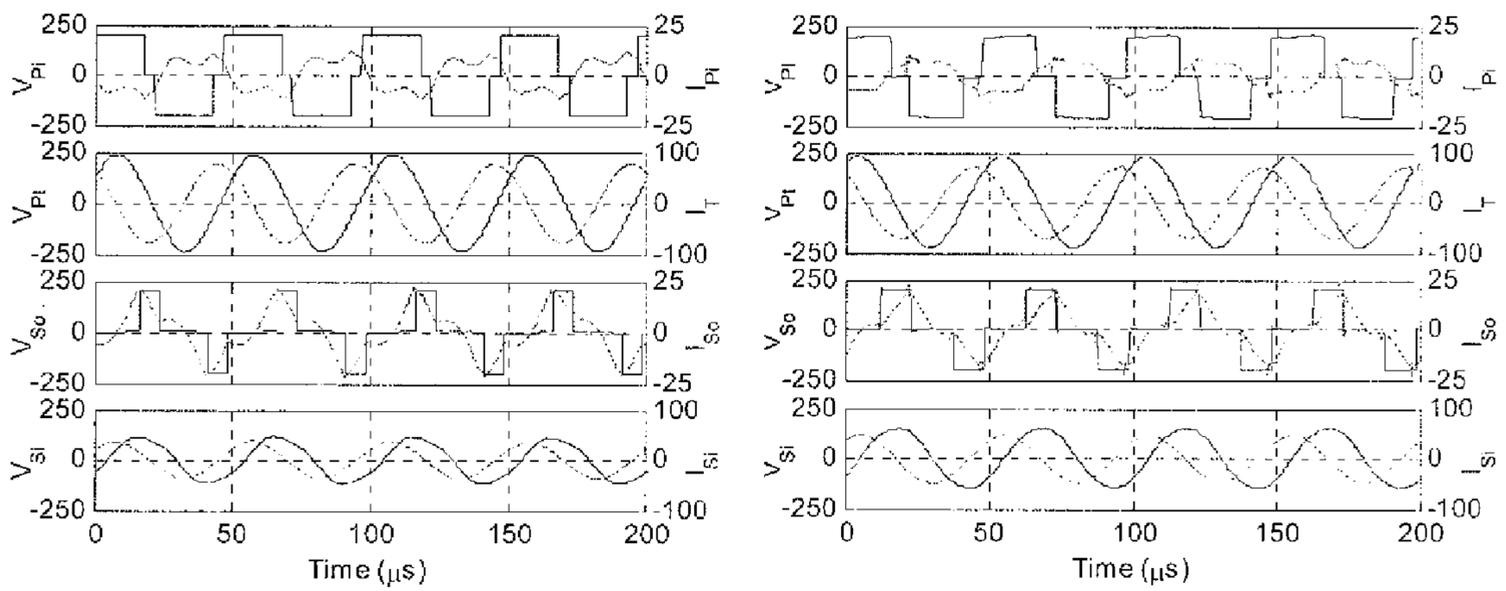 250 25 250 25
V_Pi 0 0 I_Pi V_Pi 0 0 I_Pi
-250 -25 -250 -25
250 100 250 100
V_Pt 0 0 I_T V_Pt 0 0 I_T
-250 -100 -250 -100
250 25 250 25
V_So 0 0 I_So V_So 0 0 I_So
-250 -25 -250 -25
250 100 250 100
V_Si 0 0 I_Si V_Si 0 0 I_Si
-250 -100 -250 -100
0 50 100 150 200 0 50 100 150 200
Time (μs) Time (μs)